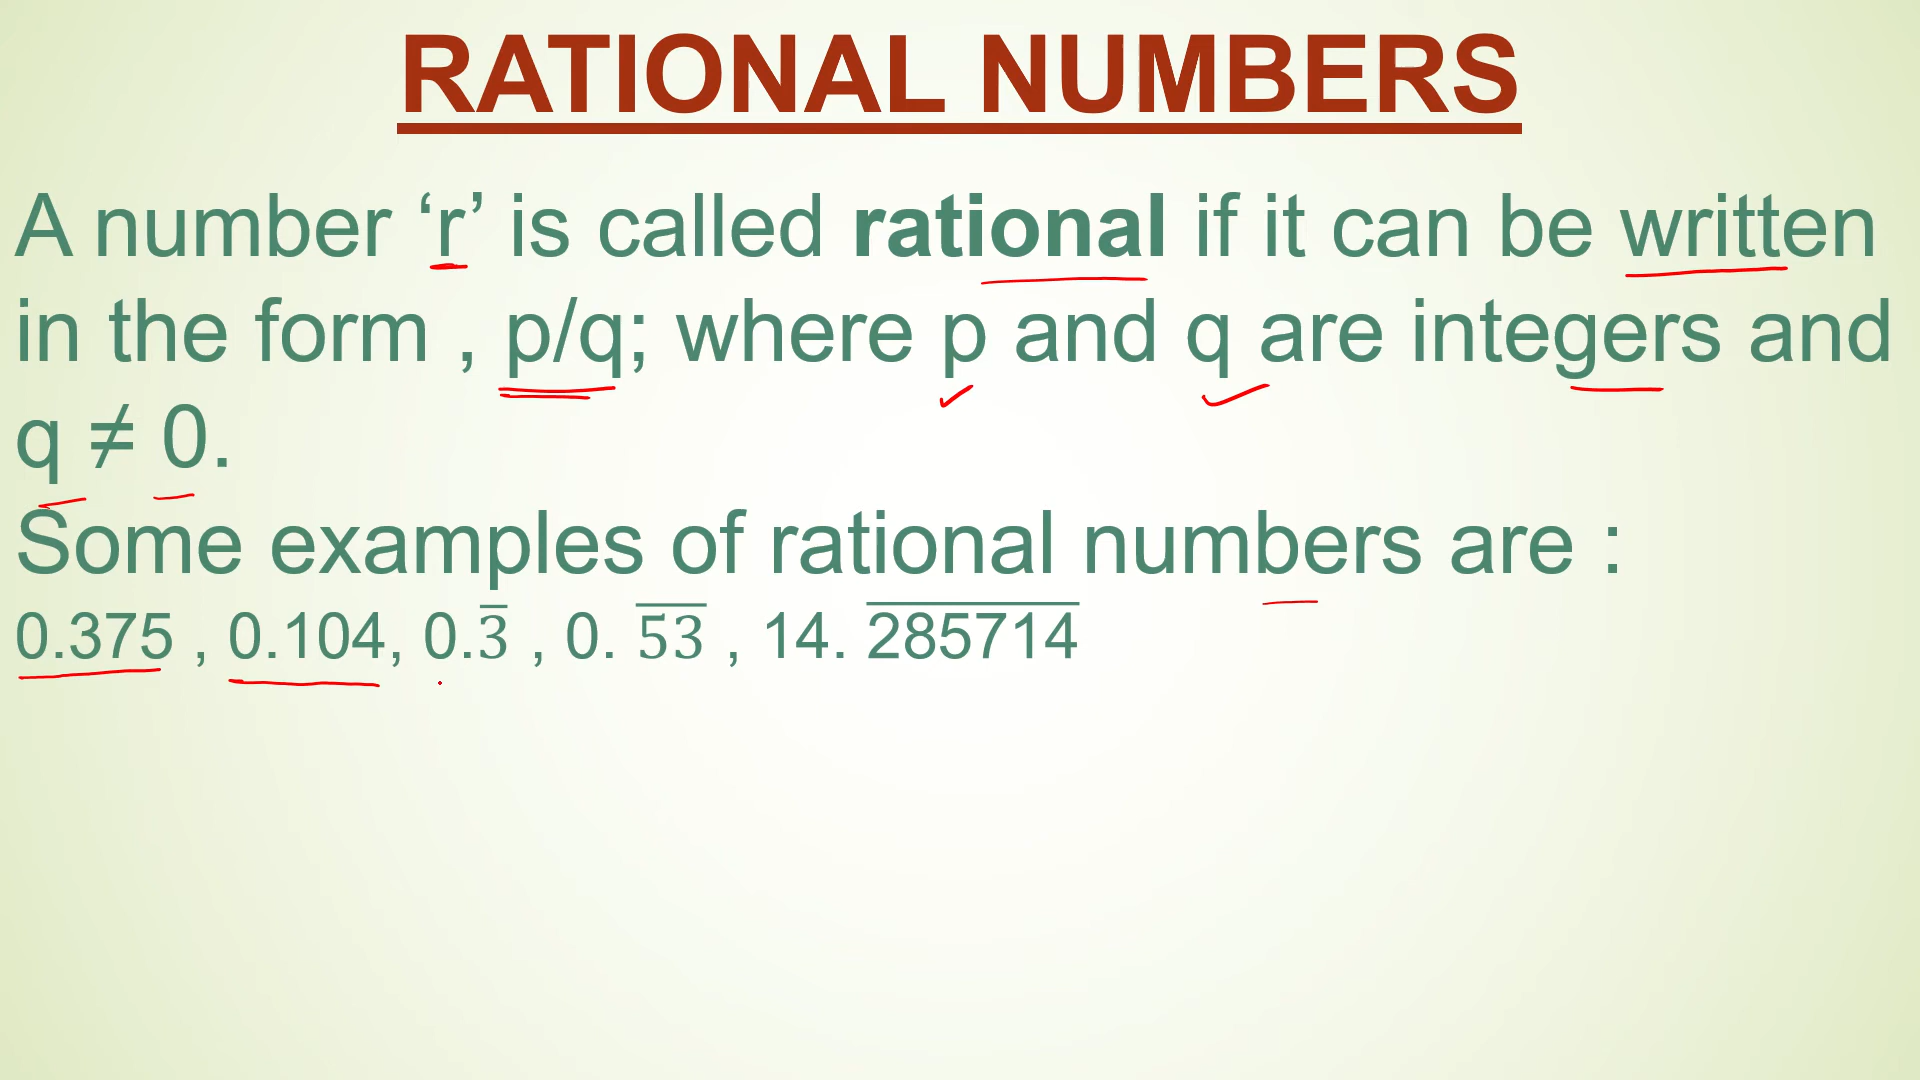 RATIONAL NUMBERS
A number ‘r’ is called rational if it can be written
in the form , p/q; where p and q are integers and
q ≠ 0.
Some examples of rational numbers are :
0.375 , 0.104, 0.3̅ , 0. 5̅3̅ , 14. 2̅8̅5̅7̅1̅4̅